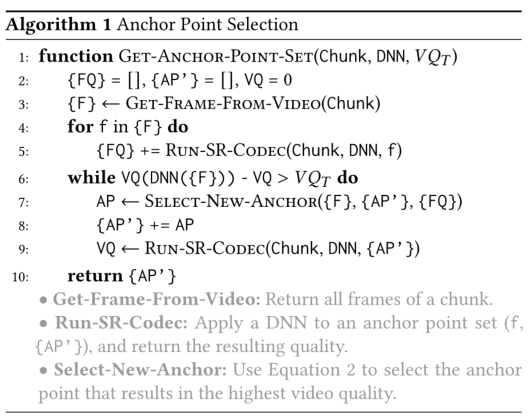 Algorithm 1 Anchor Point Selection
1: function Get-Anchor-Point-Set(Chunk, DNN, VQ_T)
2: {FQ} = [], {AP'} = [], VQ = 0
3: {F} ← Get-Frame-From-Video(Chunk)
4: for f in {F} do
5: {FQ} += Run-SR-Codec(Chunk, DNN, f)
6: while VQ(DNN({F})) - VQ > VQ_T do
7: AP ← Select-New-Anchor({F}, {AP'}, {FQ})
8: {AP'} += AP
9: VQ ← Run-SR-Codec(Chunk, DNN, {AP'})
10: return {AP'}
• Get-Frame-From-Video: Return all frames of a chunk.
• Run-SR-Codec: Apply a DNN to an anchor point set (f,
{AP'}), and return the resulting quality.
• Select-New-Anchor: Use Equation 2 to select the anchor
point that results in the highest video quality.